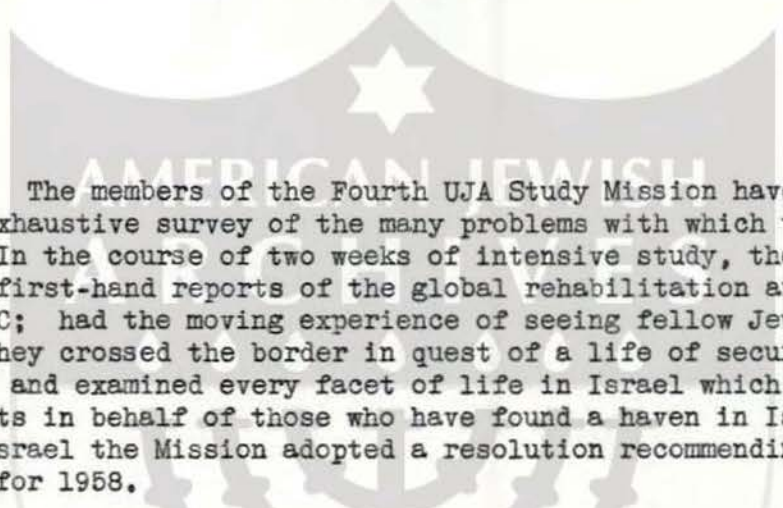 AMERICAN JEWISH
ARCHIVES
The members of the Fourth UJA Study Mission hav
xhaustive survey of the many problems with which
In the course of two weeks of intensive study, the
first-hand reports of the global rehabilitation a
C; had the moving experience of seeing fellow Je
hey crossed the border in quest of a life of secu
and examined every facet of life in Israel which
ts in behalf of those who have found a haven in I
srael the Mission adopted a resolution recommendin
for 1958.